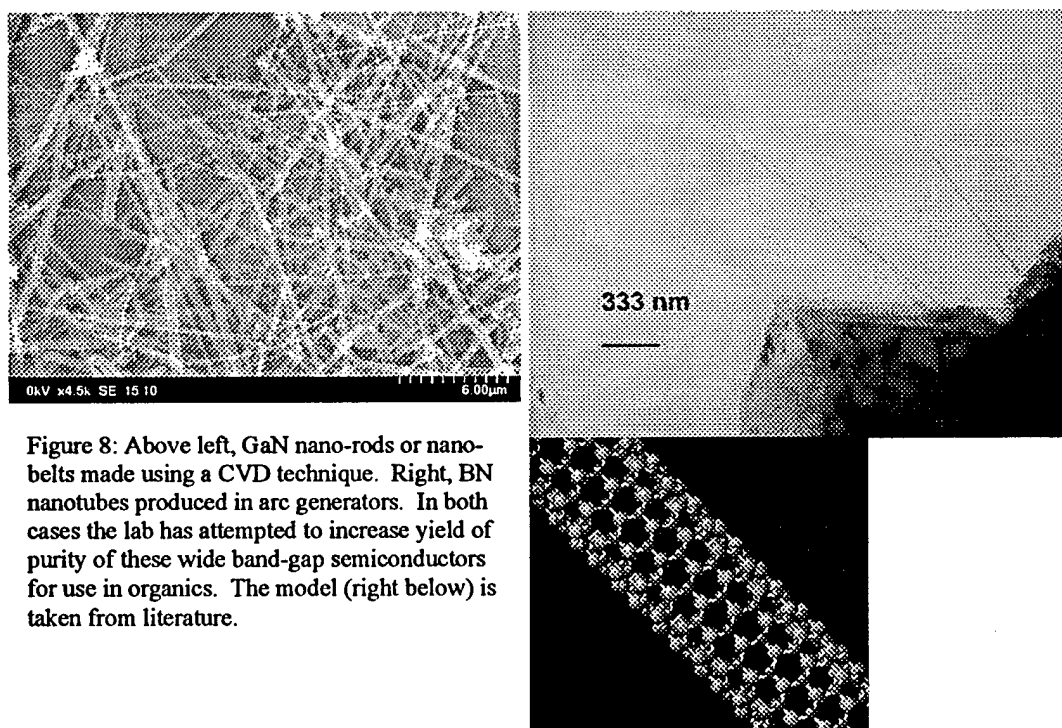 0kV x4.5k SE 15 10
6.00µm
333 nm
Figure 8: Above left, GaN nano-rods or nano-
belts made using a CVD technique. Right, BN
nanotubes produced in arc generators. In both
cases the lab has attempted to increase yield of
purity of these wide band-gap semiconductors
for use in organics. The model (right below) is
taken from literature.